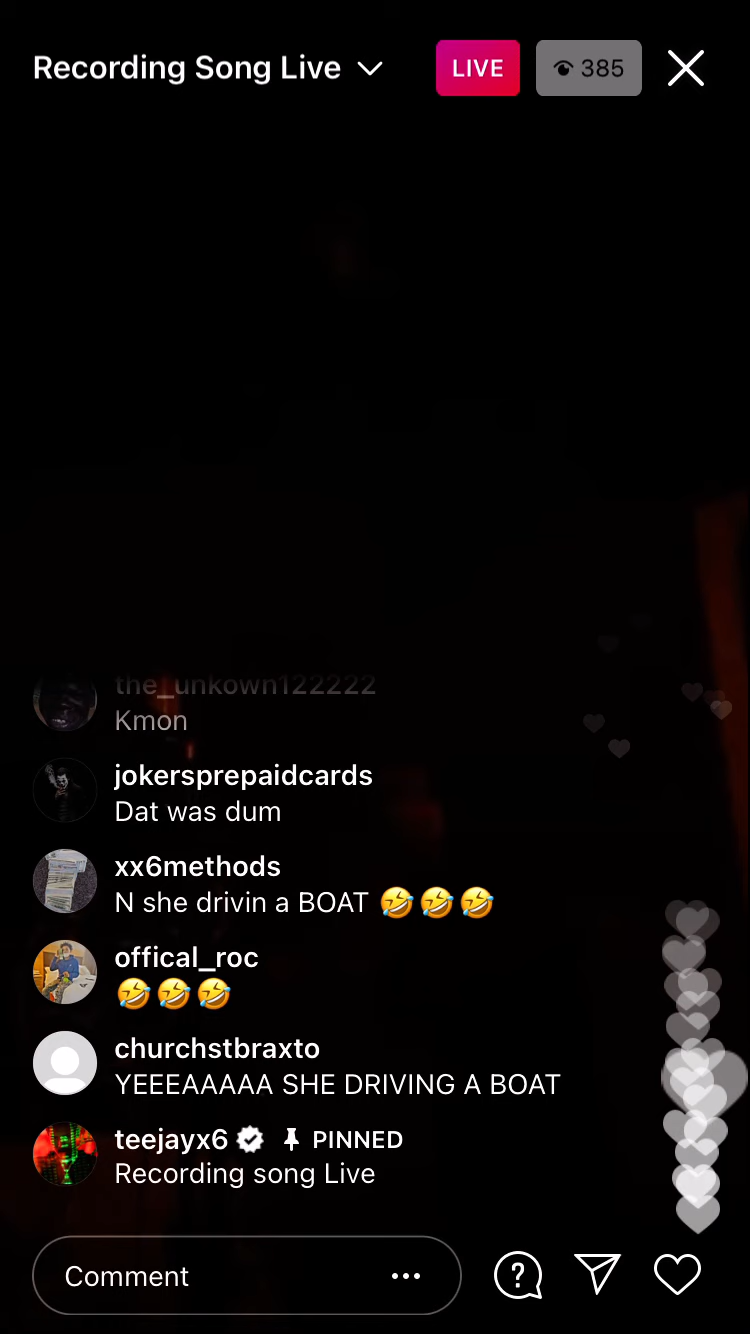 Recording Song Live
LIVE
385
the_unkown122222
Kmon
jokersprepaidcards
Dat was dum
xx6methods
N she drivin a BOAT 🤣🤣🤣
offical_roc
🤣🤣🤣
churchstbraxto
YEEEAAAAA SHE DRIVING A BOAT
teejayx6 PINNED
Recording song Live
Comment